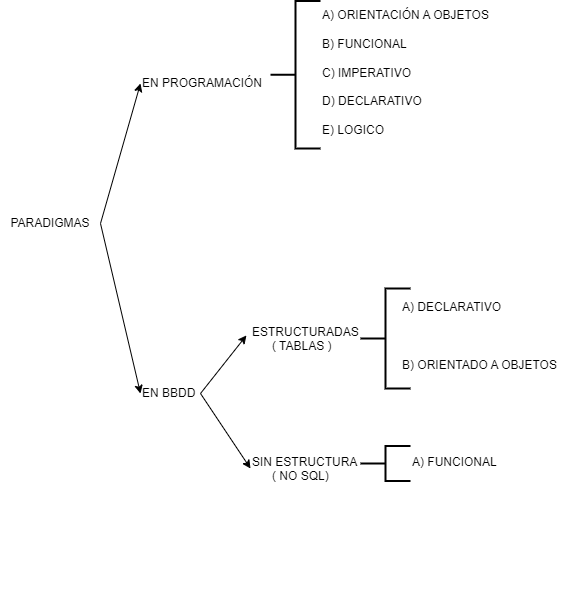 A) ORIENTACIÓN A OBJETOS
B) FUNCIONAL
C) IMPERATIVO
EN PROGRAMACIÓN
D) DECLARATIVO
E) LOGICO
PARADIGMAS
A) DECLARATIVO
ESTRUCTURADAS
( TABLAS )
B) ORIENTADO A OBJETOS
EN BBDD
SIN ESTRUCTURA
( NO SQL)
A) FUNCIONAL